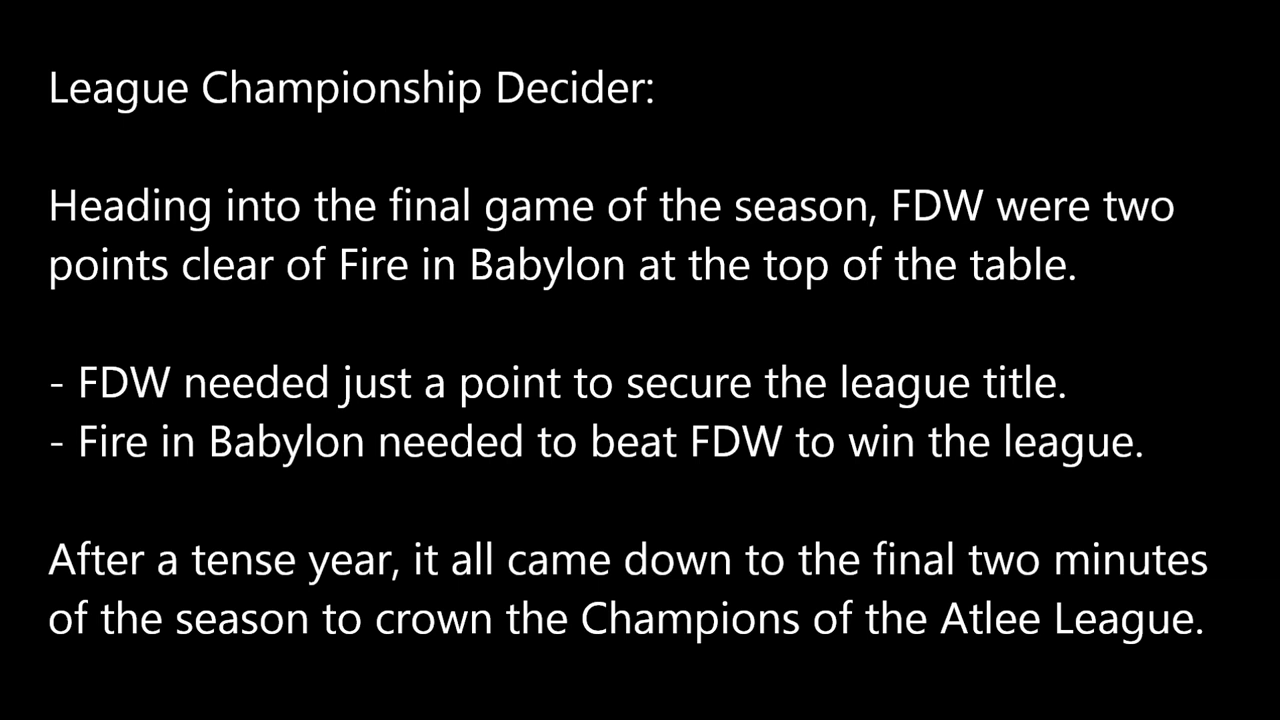 League Championship Decider:
Heading into the final game of the season, FDW were two
points clear of Fire in Babylon at the top of the table.
- FDW needed just a point to secure the league title.
- Fire in Babylon needed to beat FDW to win the league.
After a tense year, it all came down to the final two minutes
of the season to crown the Champions of the Atlee League.